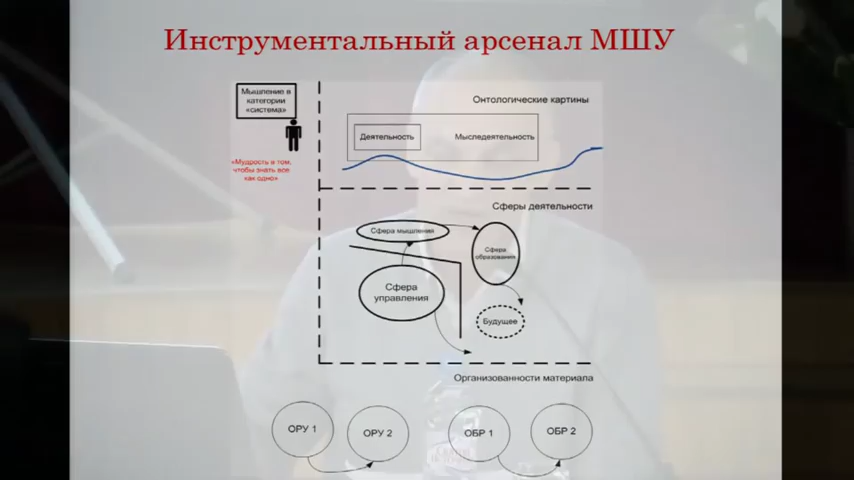 Инструментальный арсенал МШУ
Мышление в
категории
«система»
«Мудрость в том,
чтобы знать все
как одно»
Онтологические картины
Деятельность
Мыследеятельность
Сферы деятельности
Сфера мышления
Сфера
образования
Сфера
управления
Будущее
Организованности материала
ОРУ 1
ОРУ 2
ОБР 1
ОБР 2